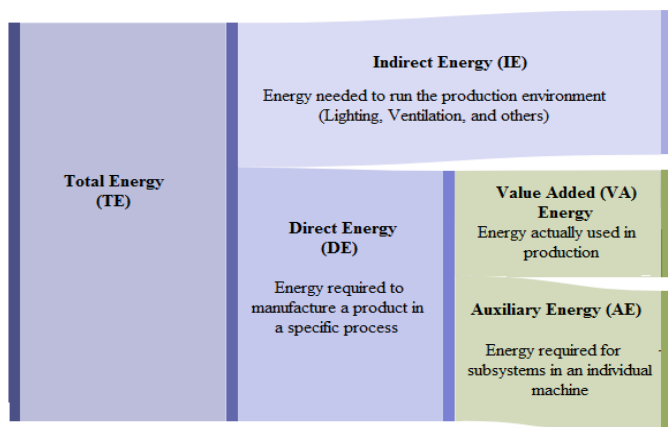 Total Energy
(TE)
Indirect Energy (IE)
Energy needed to run the production environment
(Lighting, Ventilation, and others)
Direct Energy
(DE)
Energy required to
manufacture a product in
a specific process
Value Added (VA)
Energy
Energy actually used in
production
Auxiliary Energy (AE)
Energy required for
subsystems in an individual
machine